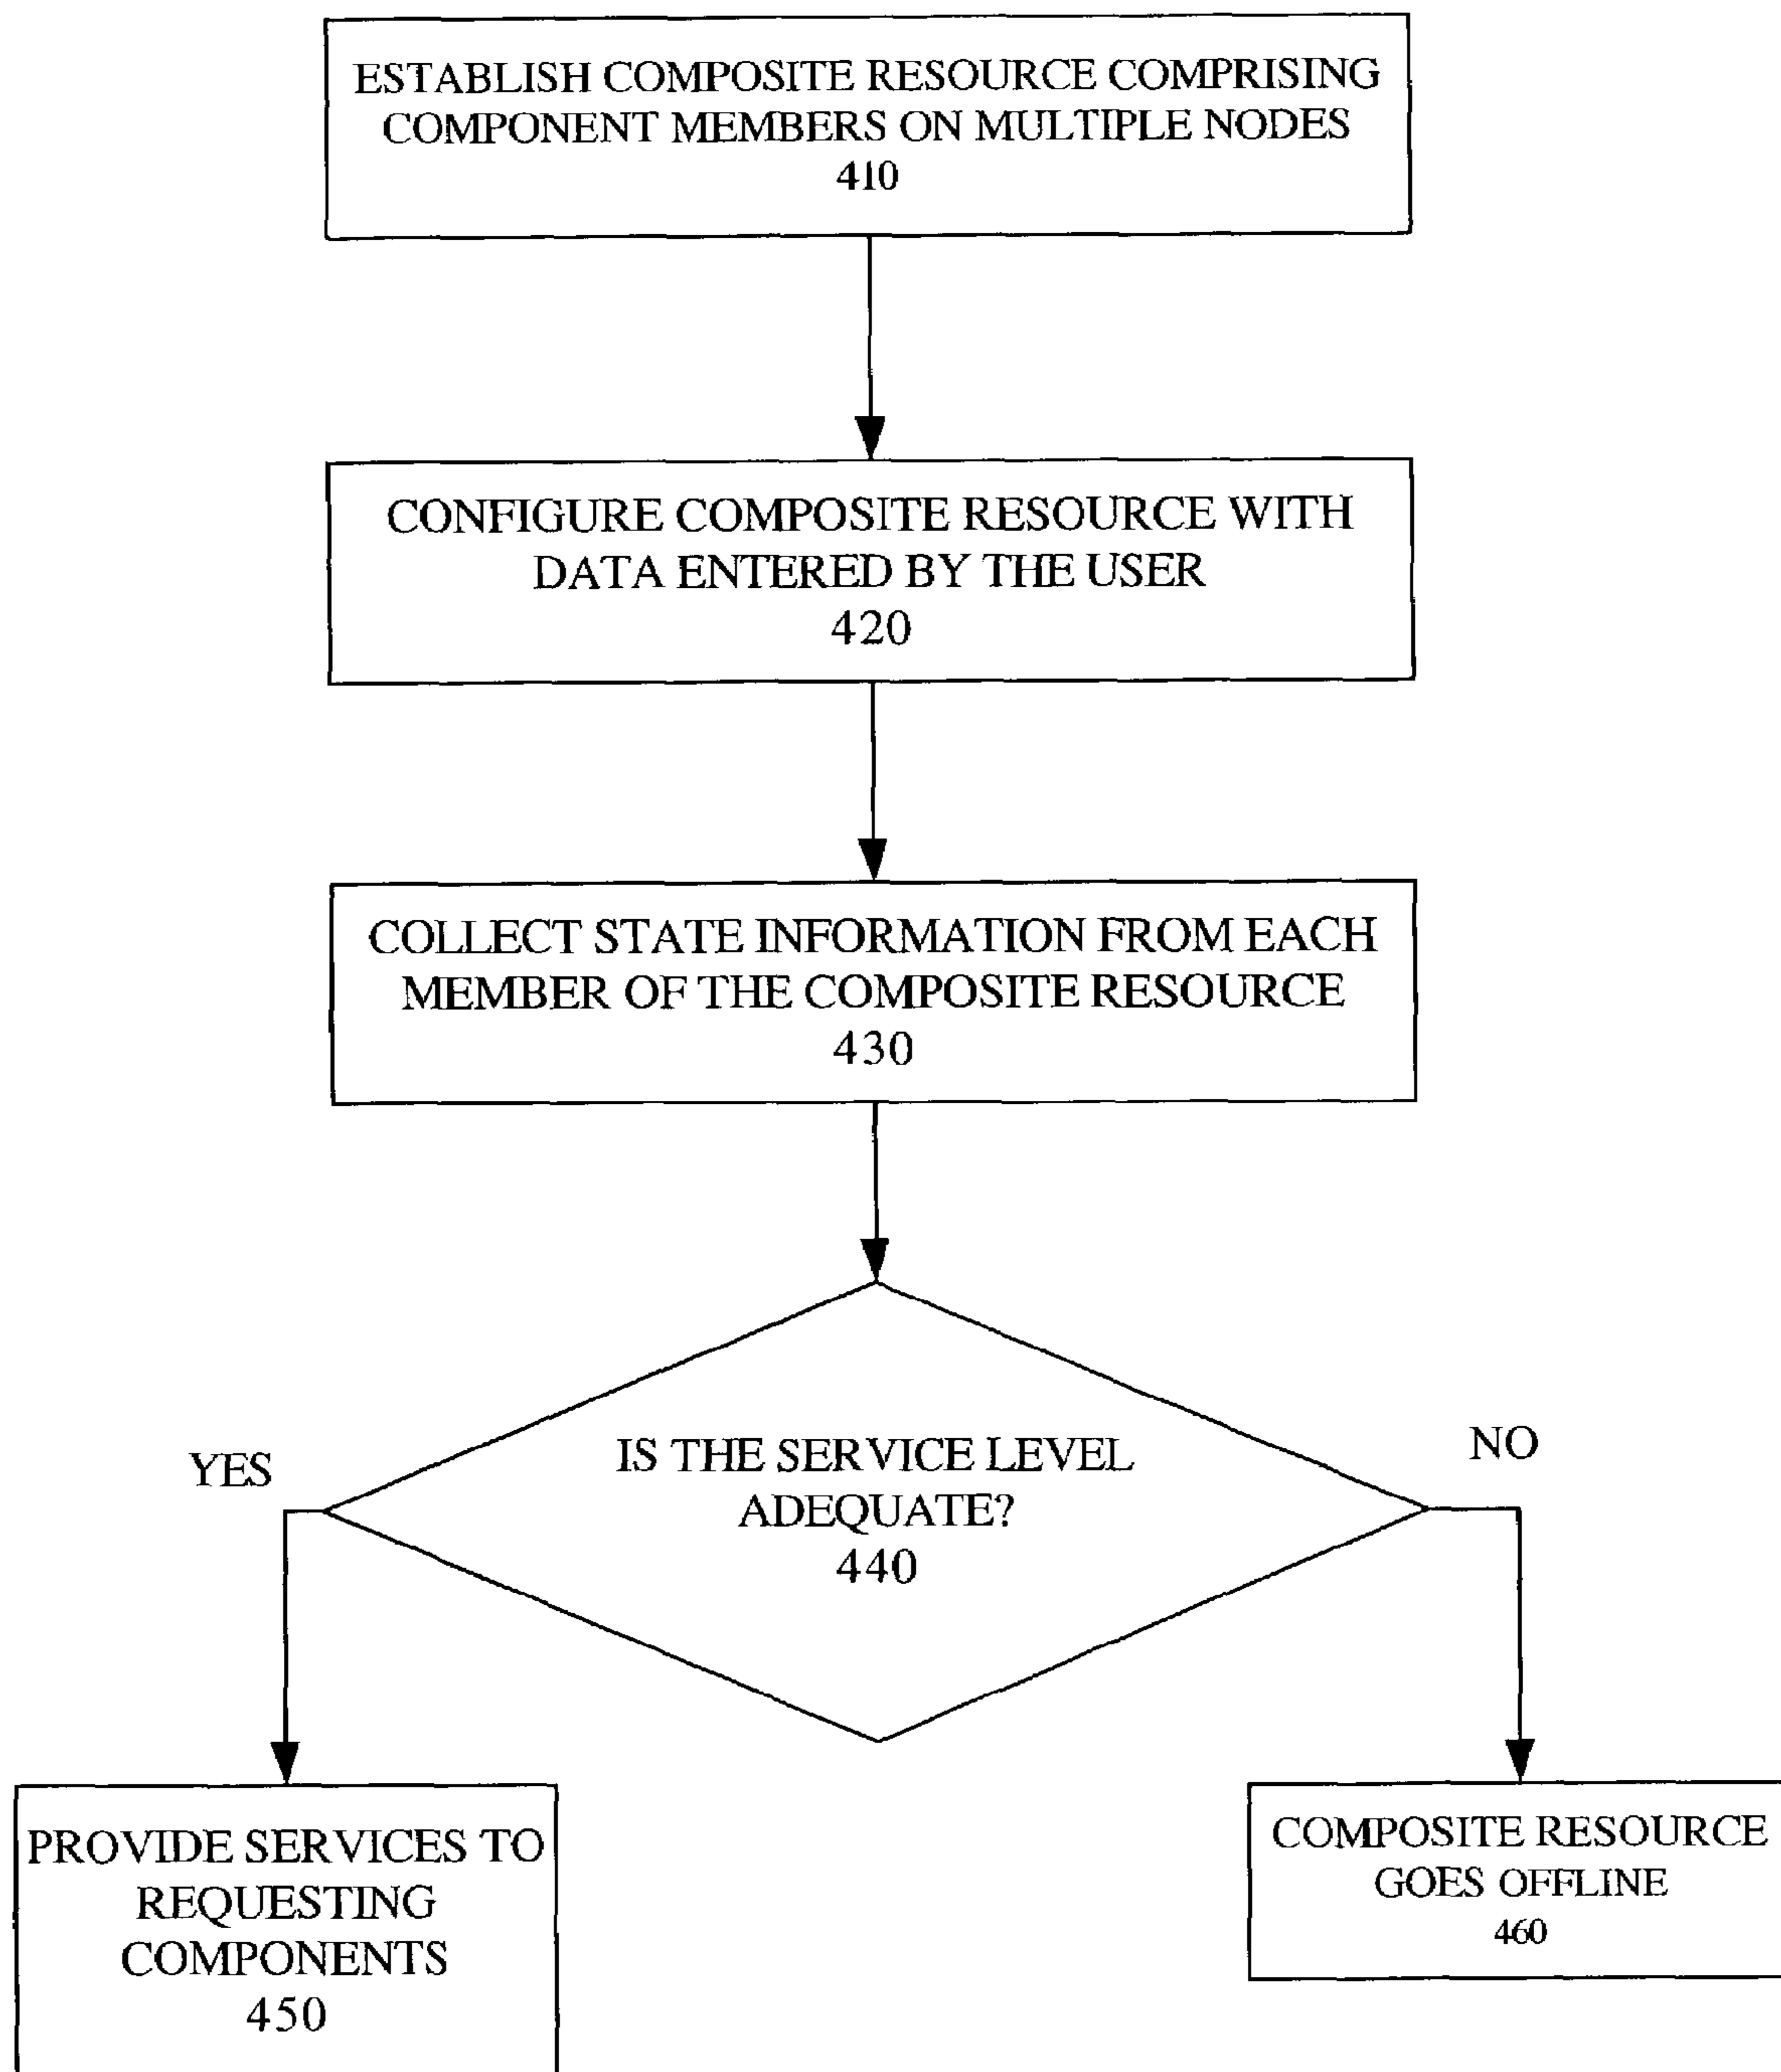 ESTABLISH COMPOSITE RESOURCE COMPRISING
COMPONENT MEMBERS ON MULTIPLE NODES
410
CONFIGURE COMPOSITE RESOURCE WITH
DATA ENTERED BY THE USER
420
COLLECT STATE INFORMATION FROM EACH
MEMBER OF THE COMPOSITE RESOURCE
430
IS THE SERVICE LEVEL
ADEQUATE?
440
YES
NO
PROVIDE SERVICES TO
REQUESTING
COMPONENTS
450
COMPOSITE RESOURCE
GOES OFFLINE
460